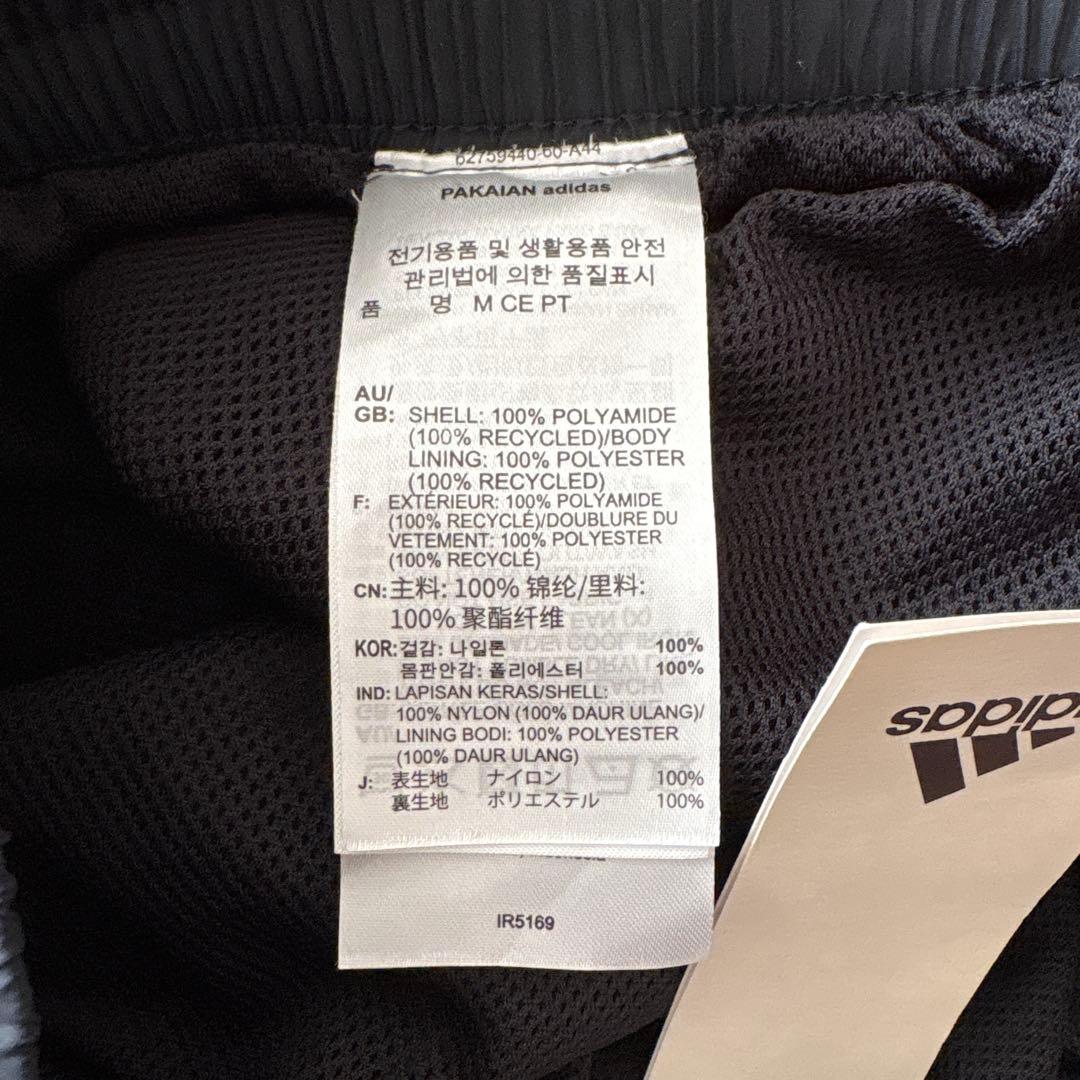 62759440-60-A44
PAKAIAN adidas
전기용품 및 생활용품 안전
관리법에 의한 품질표시
품 명 M CE PT
AU/
GB: SHELL: 100% POLYAMIDE
(100% RECYCLED)/BODY
LINING: 100% POLYESTER
(100% RECYCLED)
F: EXTÉRIEUR: 100% POLYAMIDE
(100% RECYCLÉ)/DOUBLURE DU
VETEMENT: 100% POLYESTER
(100% RECYCLÉ)
CN: 主料: 100% 锦纶/里料:
100% 聚酯纤维
KOR: 겉감: 나일론 100%
몸판안감: 폴리에스터 100%
IND: LAPISAN KERAS/SHELL:
100% NYLON (100% DAUR ULANG)/
LINING BODI: 100% POLYESTER
(100% DAUR ULANG)
J: 表生地 ナイロン 100%
裏生地 ポリエステル 100%
IR5169
adidas